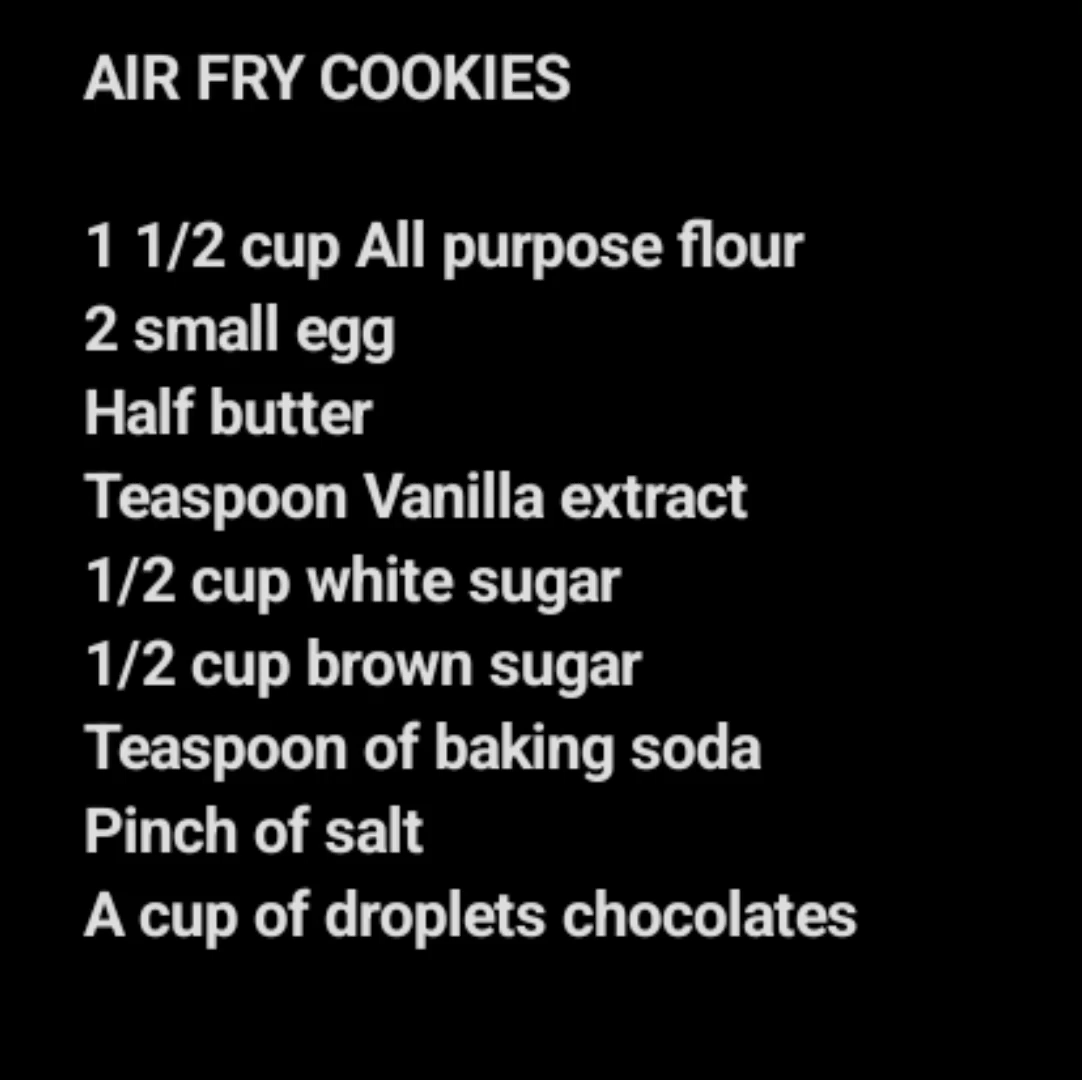 AIR FRY COOKIES
1 1/2 cup All purpose flour
2 small egg
Half butter
Teaspoon Vanilla extract
1/2 cup white sugar
1/2 cup brown sugar
Teaspoon of baking soda
Pinch of salt
A cup of droplets chocolates